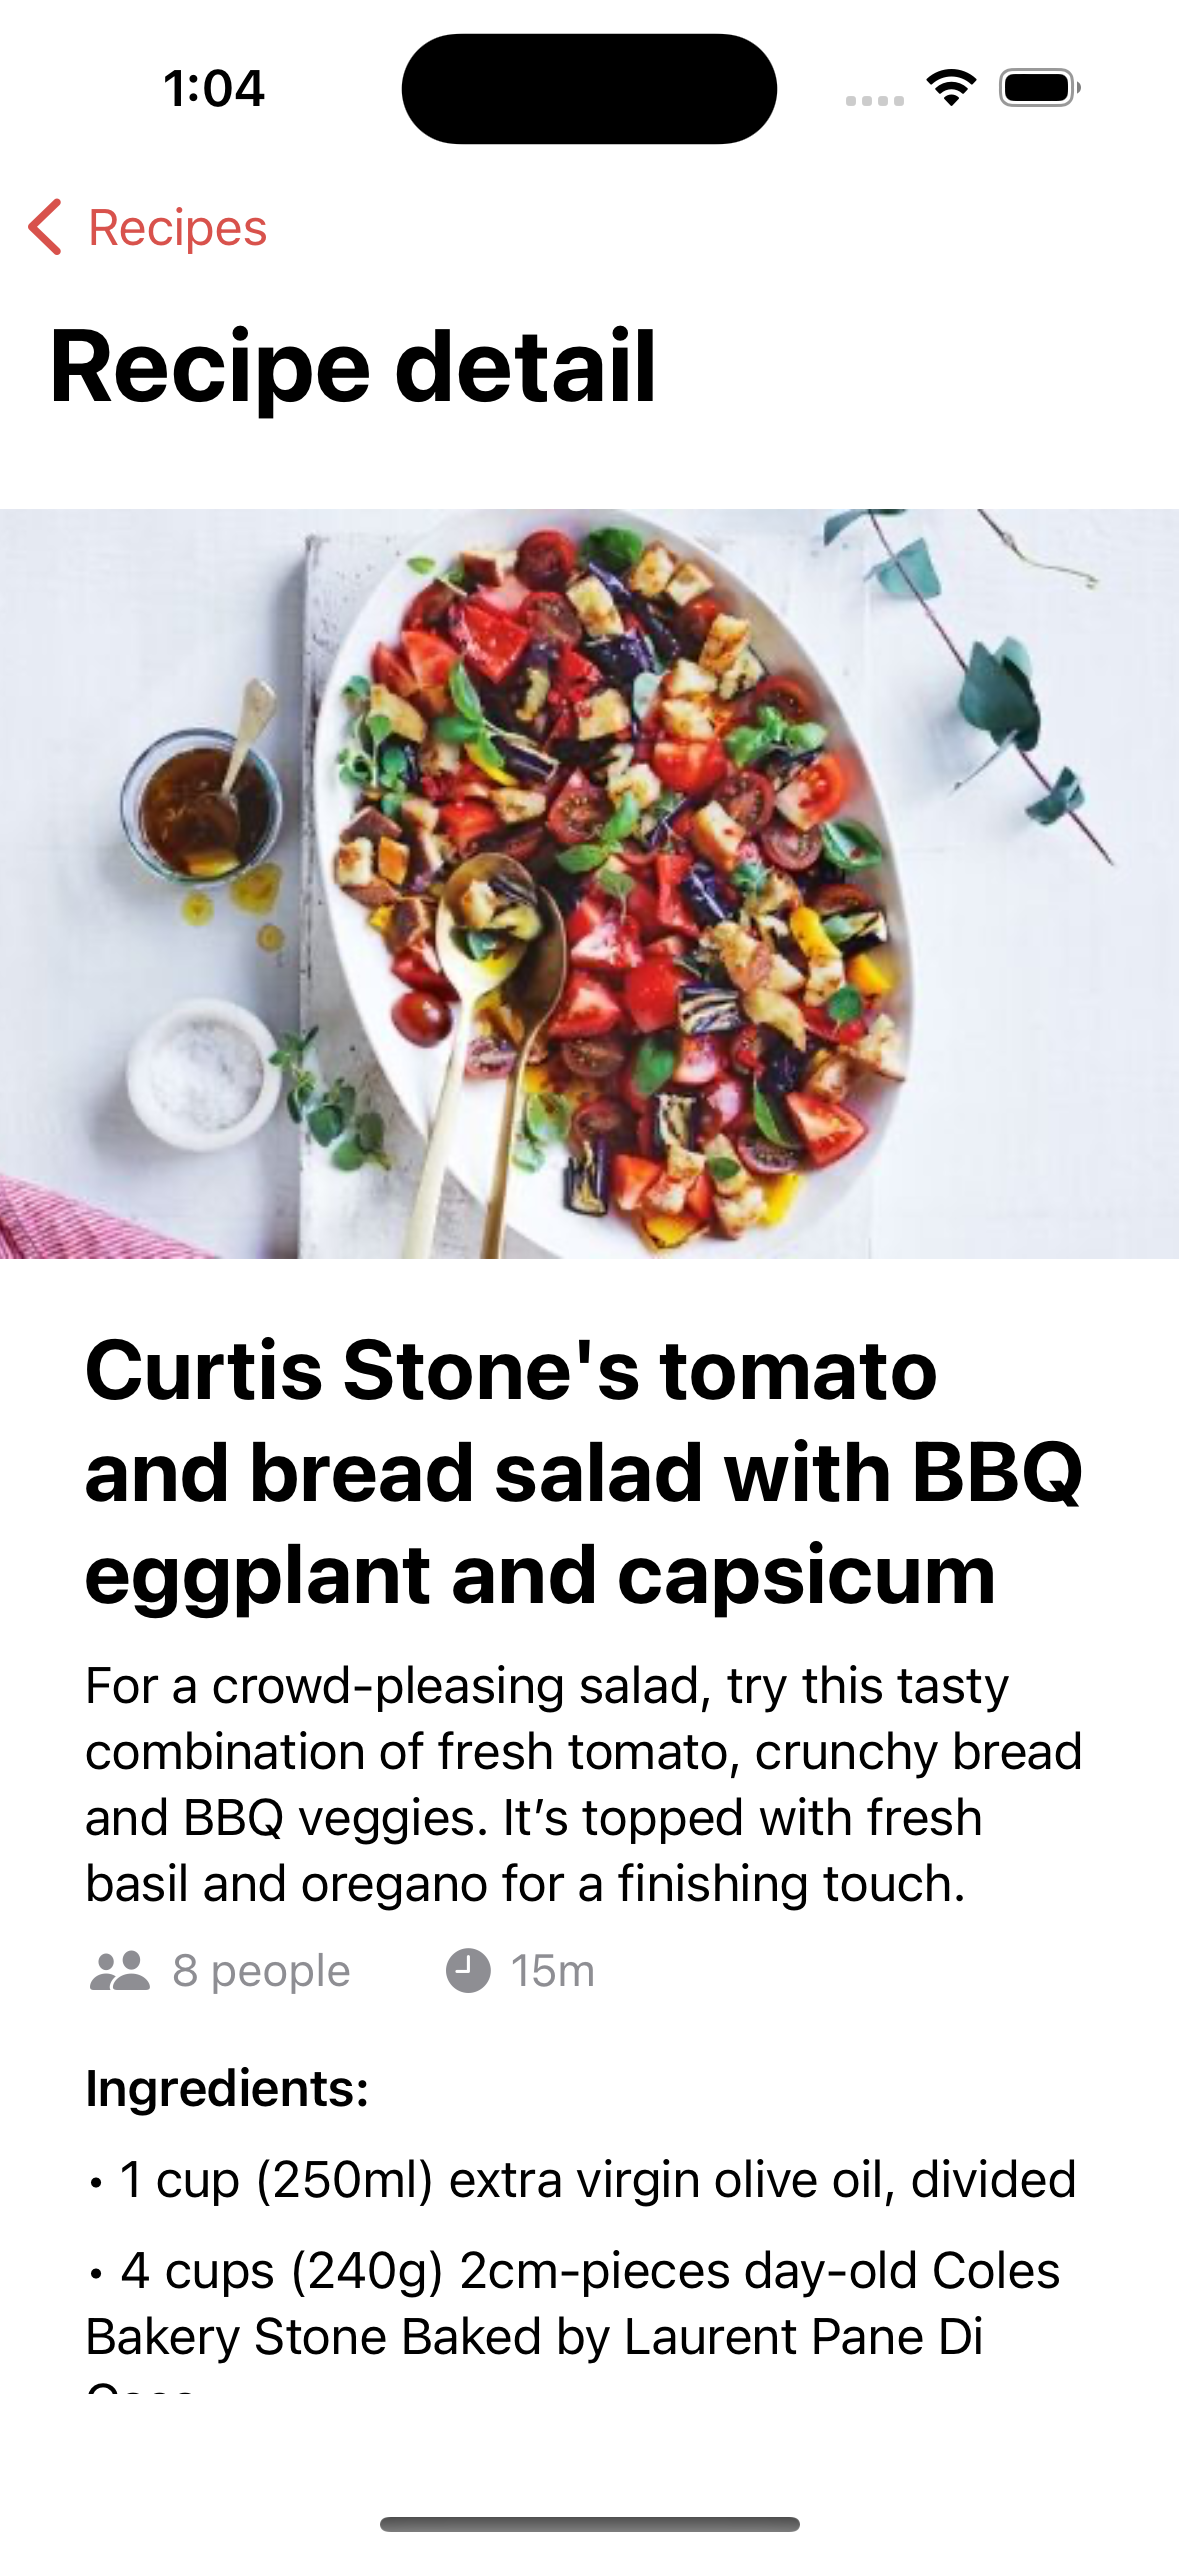 1:04
Recipes
Recipe detail
Curtis Stone's tomato
and bread salad with BBQ
eggplant and capsicum
For a crowd-pleasing salad, try this tasty
combination of fresh tomato, crunchy bread
and BBQ veggies. It’s topped with fresh
basil and oregano for a finishing touch.
8 people 15m
Ingredients:
• 1 cup (250ml) extra virgin olive oil, divided
• 4 cups (240g) 2cm-pieces day-old Coles
Bakery Stone Baked by Laurent Pane Di